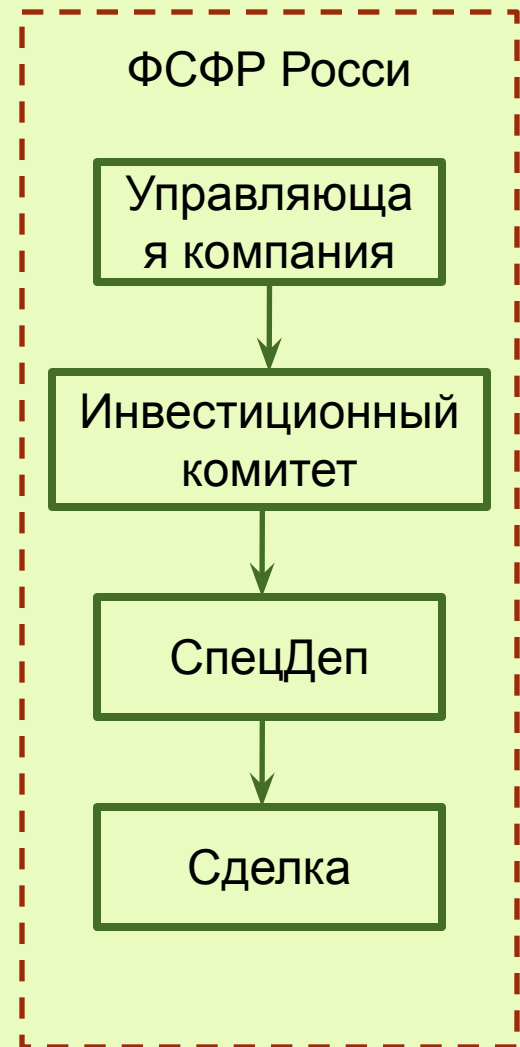 ФСФР Росси
Управляюща
я компания
Инвестиционный
комитет
СпецДеп
Сделка